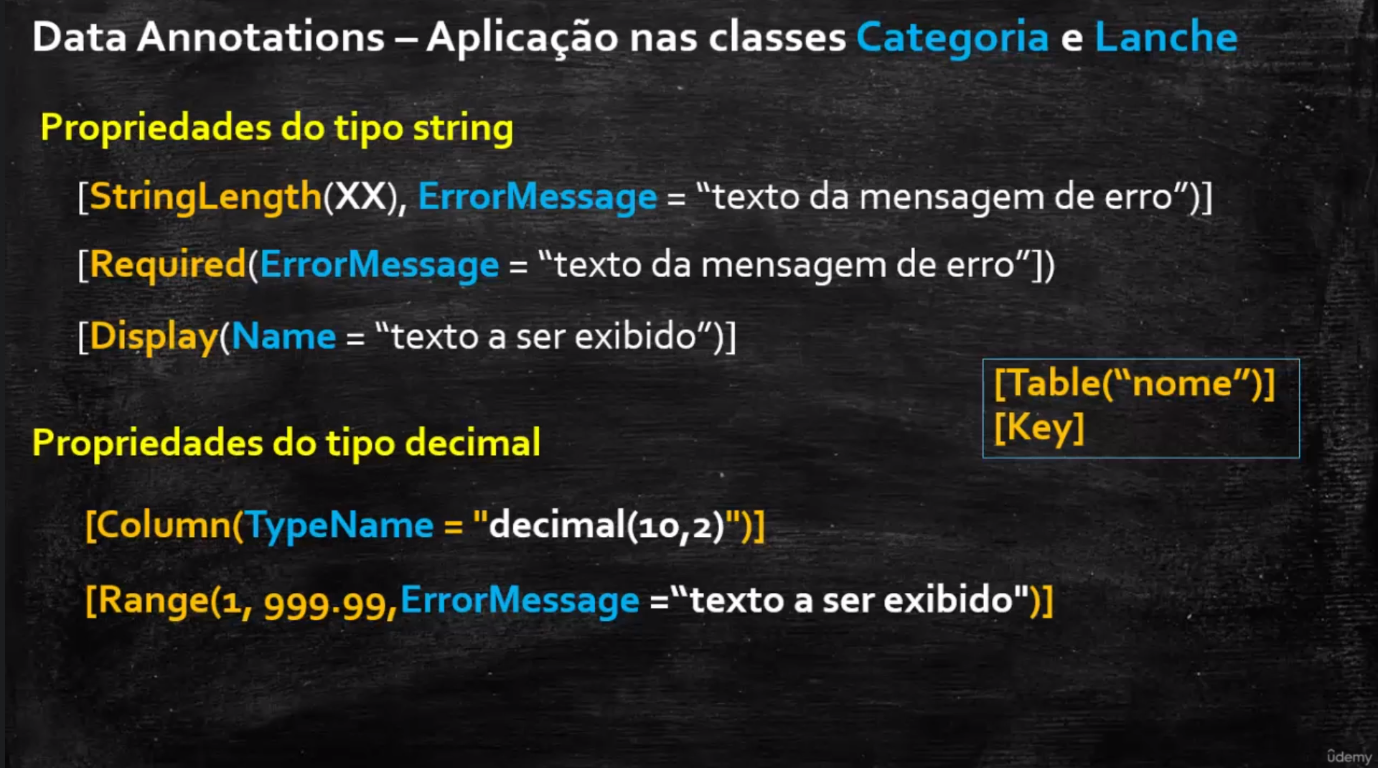 Data Annotations – Aplicação nas classes Categoria e Lanche
Propriedades do tipo string
[StringLength(XX), ErrorMessage = “texto da mensagem de erro”)]
[Required(ErrorMessage = “texto da mensagem de erro”])
[Display(Name = “texto a ser exibido”)]
[Table(“nome”)]
[Key]
Propriedades do tipo decimal
[Column(TypeName = "decimal(10,2)")]
[Range(1, 999.99,ErrorMessage =“texto a ser exibido")]
ûdemy